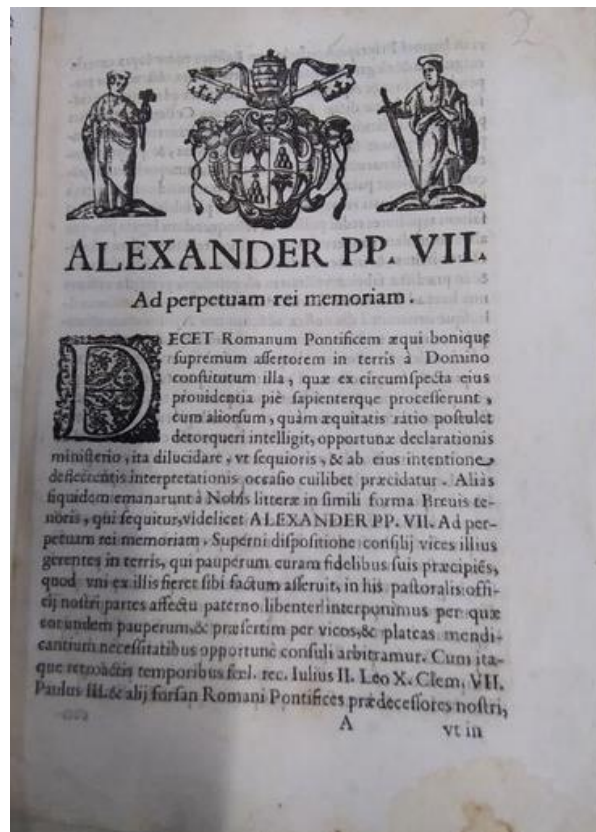 2
ALEXANDER PP. VII.
Ad perpetuam rei memoriam.
DECET Romanum Pontificem æqui bonique
supremum aſſertorem in terris à Domino
conſtitutum illa, quæ ex circumſpecta eius
prouidentia piè ſapienterque proceſſerunt,
cum aliorſum, quàm æquitatis ratio poſtulet
detorqueri intelligit, opportunæ declarationis
miniſterio, ita dilucidare, vt ſequioris, & ab eius intentione
deflectentis interpretationis occaſio cuilibet præcidatur. Aliàs
ſiquidem emanarunt à Nobis litteræ in ſimili forma Breuis te-
noris, qui ſequitur, videlicet ALEXANDER PP. VII. Ad per-
petuam rei memoriam. Superni diſpoſitione conſilij vices illius
gerentes in terris, qui pauperum curam fidelibus ſuis præcipiẽs,
quod vni ex illis fieret ſibi factum aſſeruit, in his paſtoralis offi-
cij noſtri partes affectu paterno libenter interponimus per quæ
eorundem pauperum, & præſertim per vicos, & plateas mendi-
cantium neceſſitatibus opportunè conſuli arbitramur. Cum ita-
que retroactis temporibus fœl. rec. Iulius II. Leo X. Clem. VII.
Paulus III. & alij forſan Romani Pontifices prædeceſſores noſtri,
A
vt in